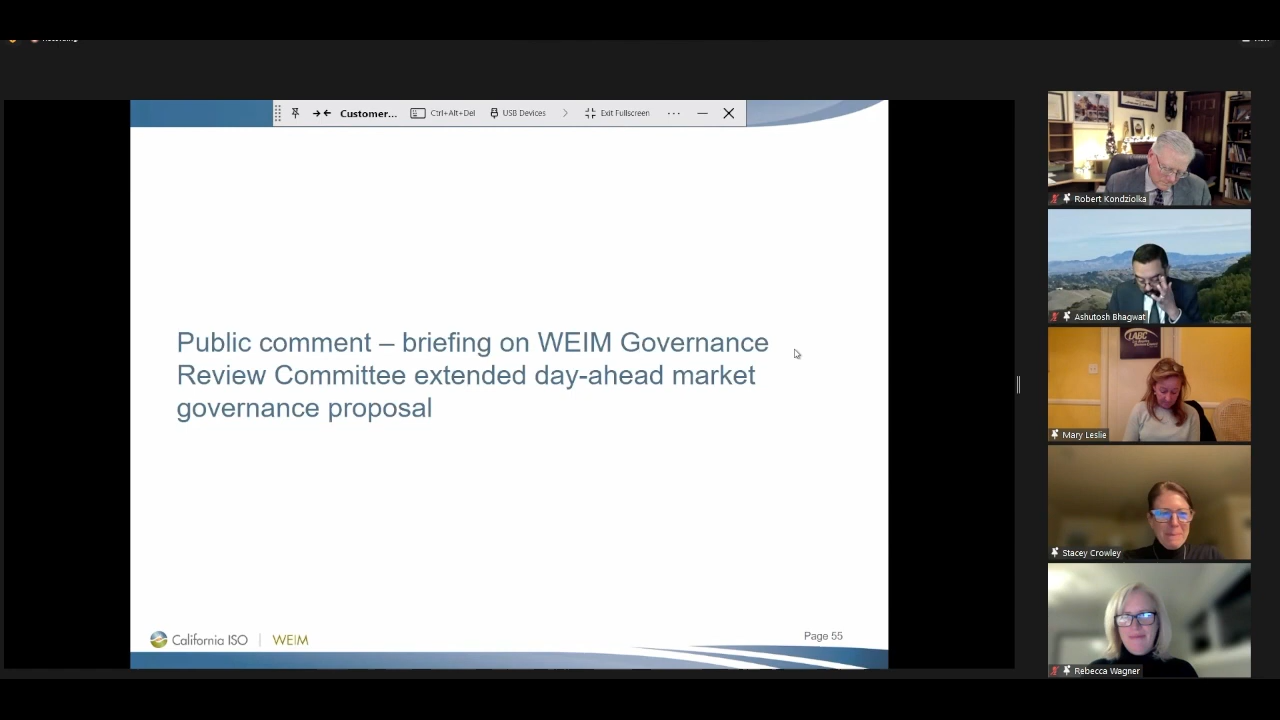 Customer...
Ctrl+Alt+Del
USB Devices
Exit Fullscreen
Public comment – briefing on WEIM Governance
Review Committee extended day-ahead market
governance proposal
California ISO | WEIM
Page 55
Robert Kondziolka
Ashutosh Bhagwat
LABC
Mary Leslie
Stacey Crowley
Rebecca Wagner